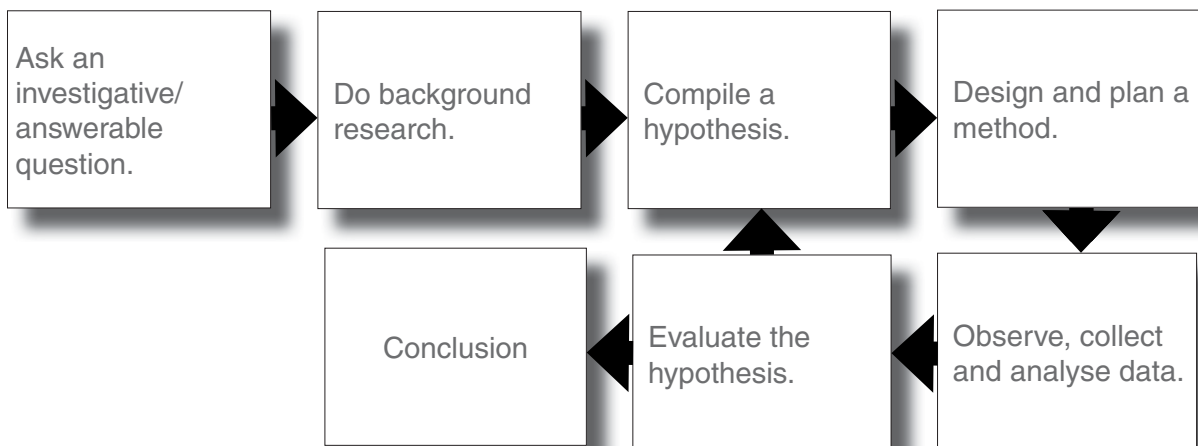 Ask an
investigative/
answerable
question.
Do background
research.
Compile a
hypothesis.
Design and plan a
method.
Observe, collect
and analyse data.
Evaluate the
hypothesis.
Conclusion